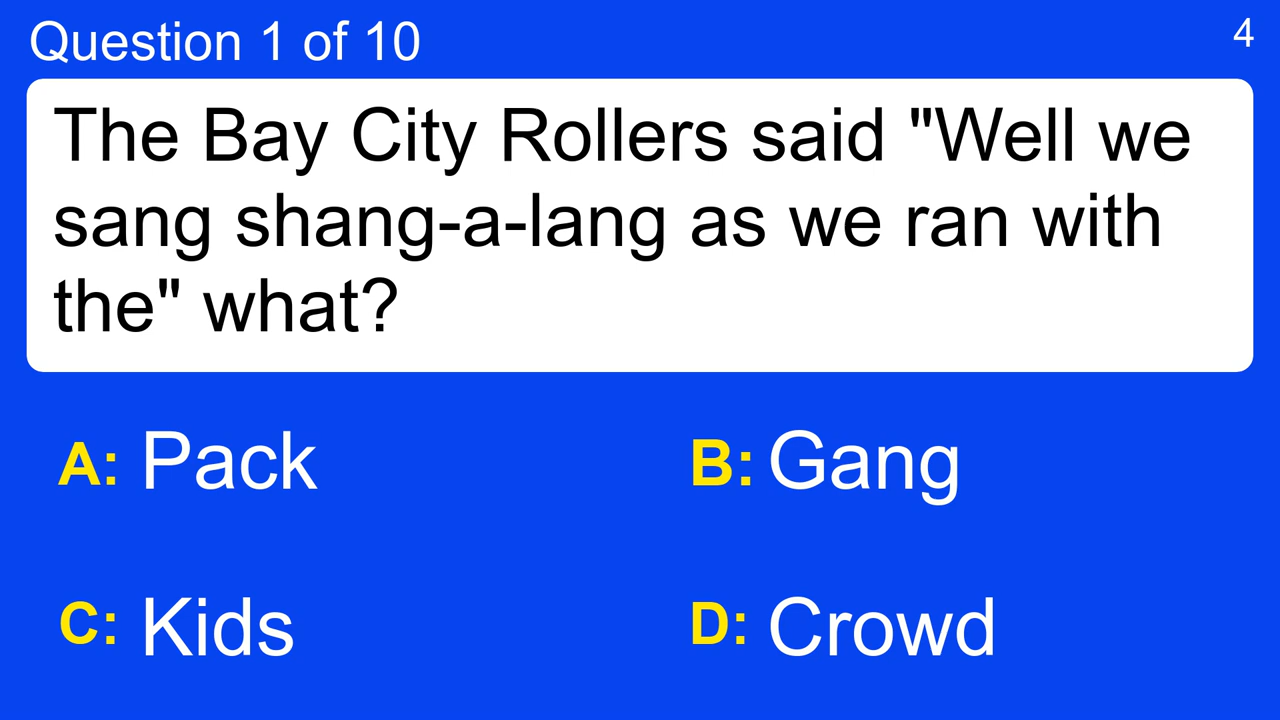 Question 1 of 10
4
The Bay City Rollers said "Well we
sang shang-a-lang as we ran with
the" what?
A: Pack
B: Gang
C: Kids
D: Crowd